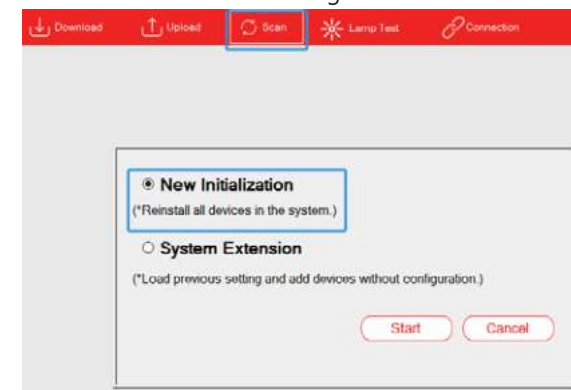 Download Upload Scan Lamp Test Connection
New Initialization
(*Reinstall all devices in the system.)
System Extension
(*Load previous setting and add devices without configuration.)
Start Cancel